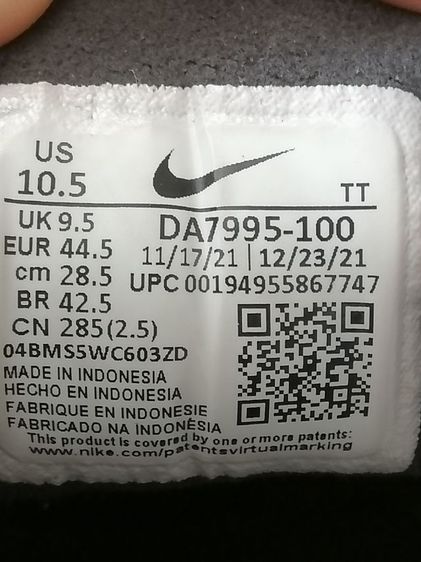 US
10.5
TT
UK 9.5
DA7995-100
EUR 44.5
11/17/21 | 12/23/21
cm 28.5
UPC 00194955867747
BR 42.5
CN 285(2.5)
04BMS5WC603ZD
MADE IN INDONESIA
HECHO EN INDONESIA
FABRIQUE EN INDONESIE
FABRICADO NA INDONÉSIA
This product is covered by one or more patents:
www.nike.com/patentsvirtualmarking